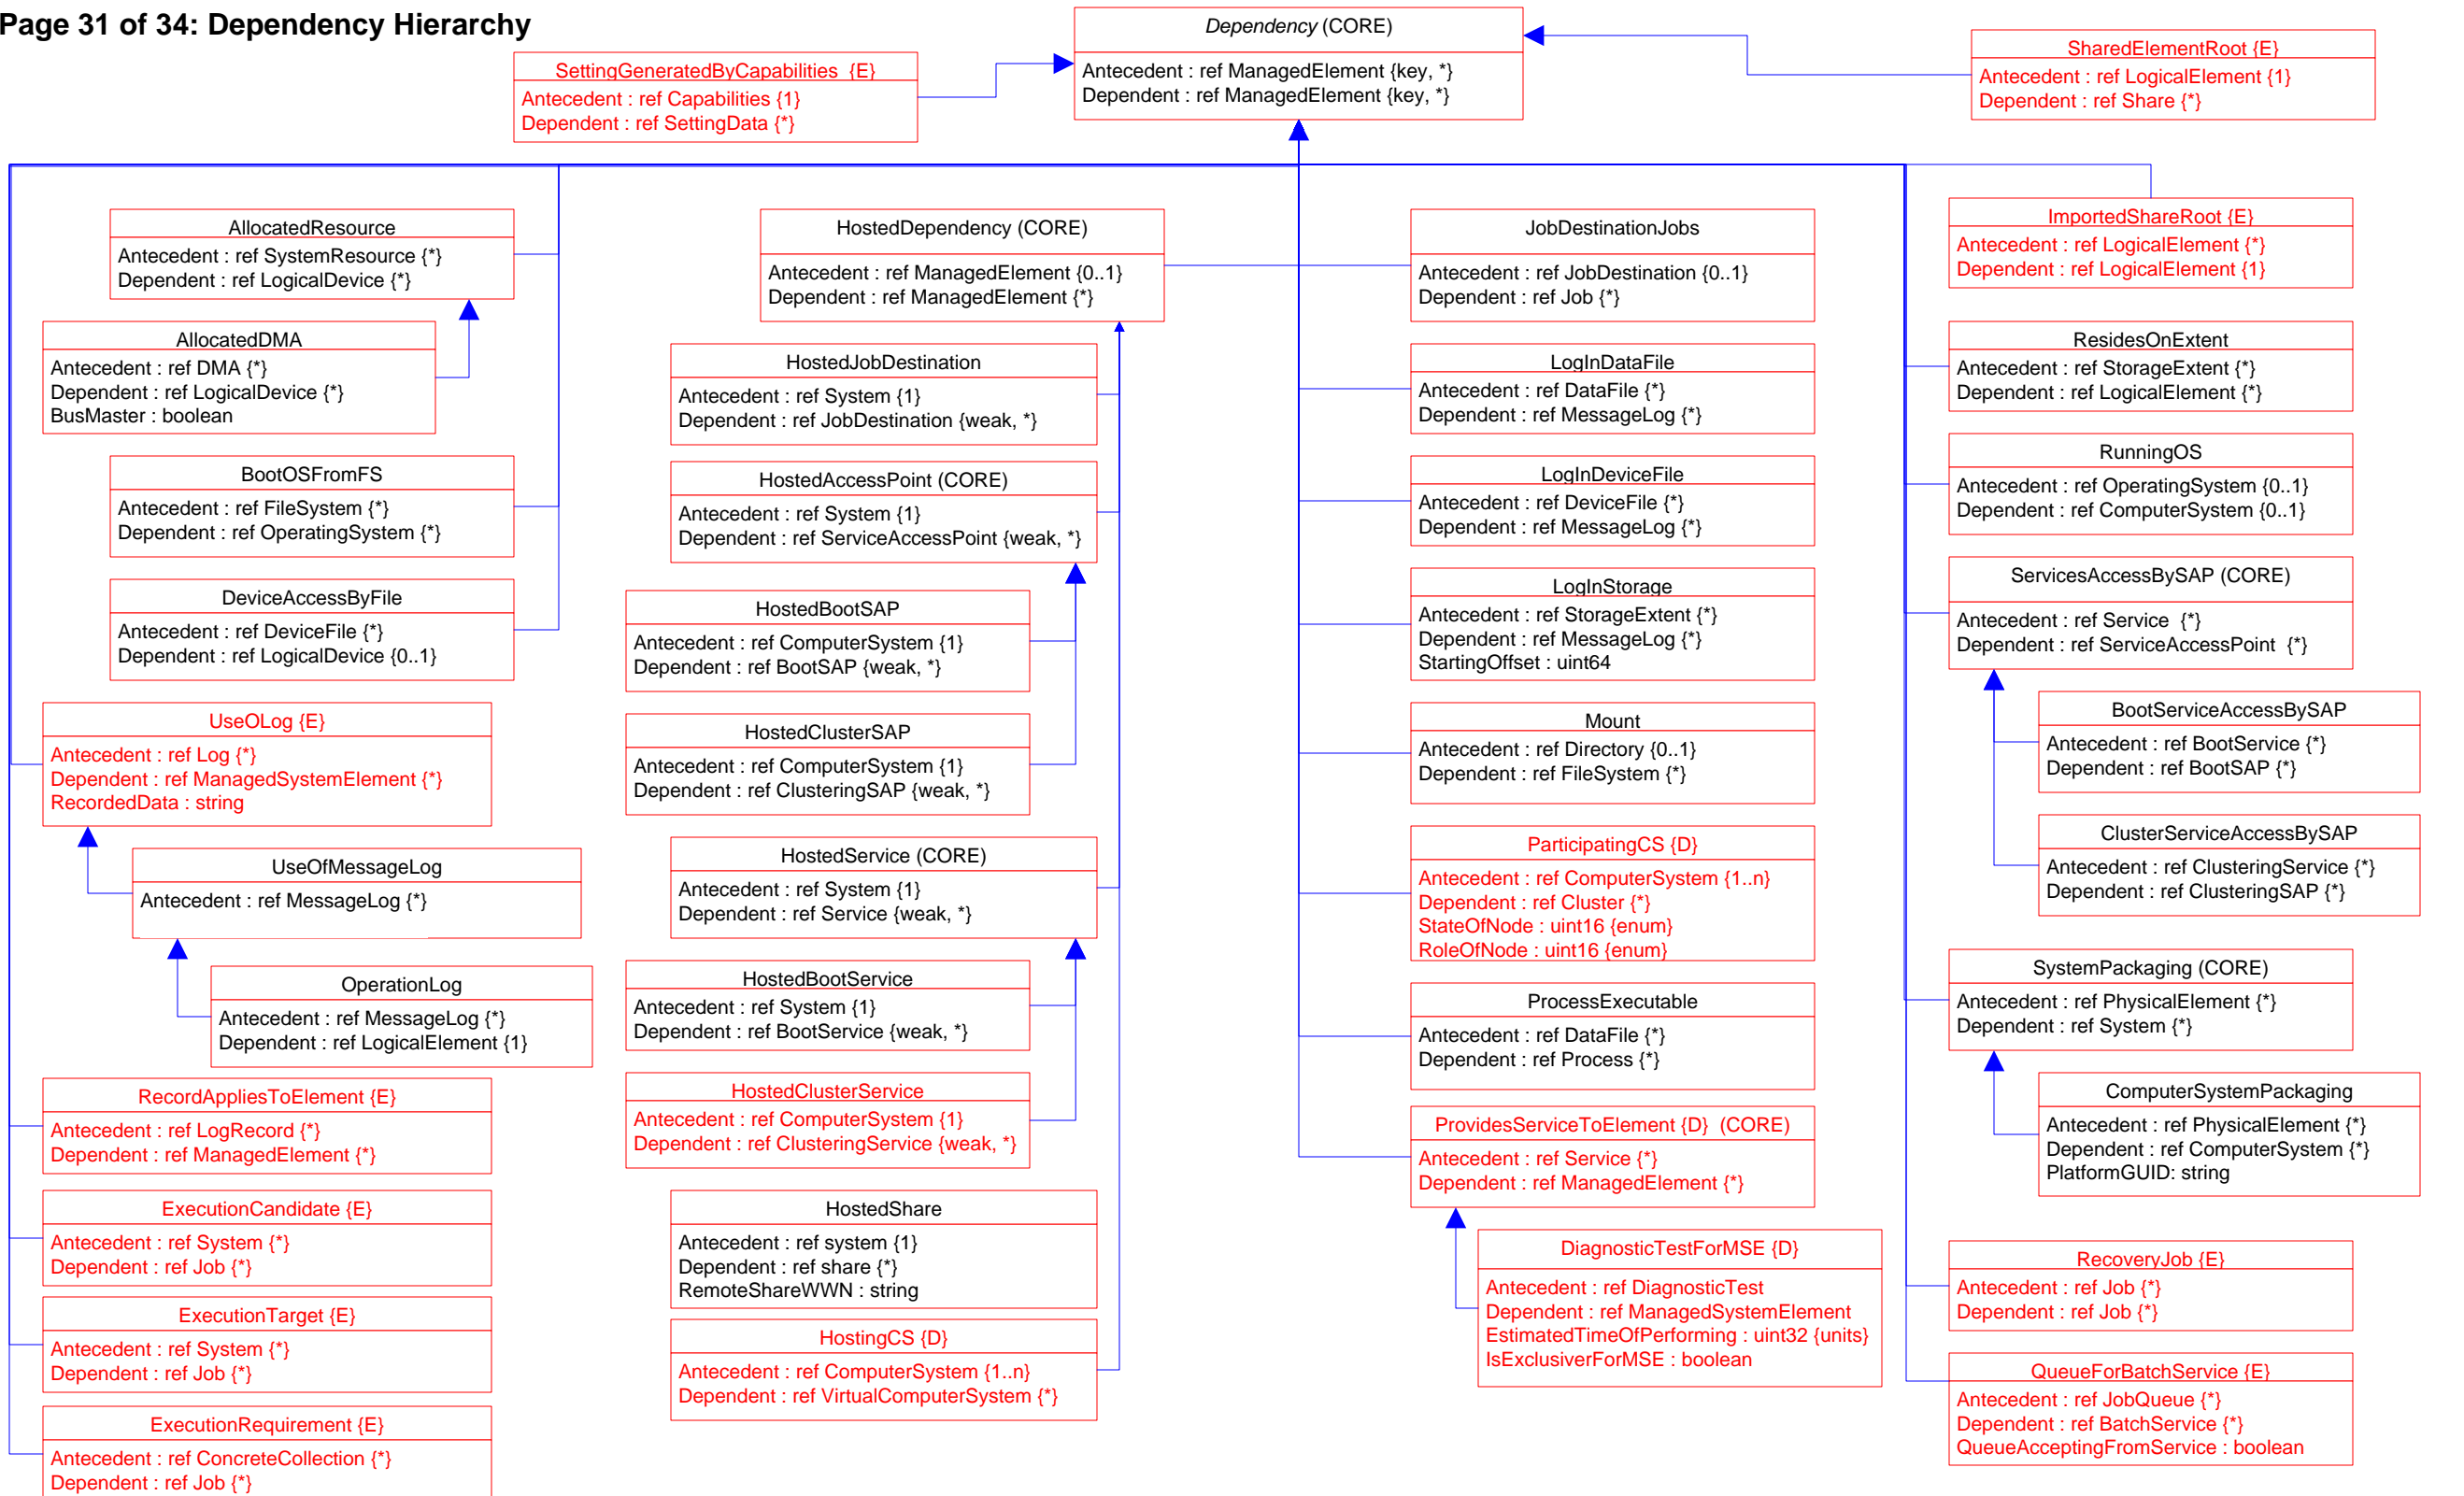 Page 31 of 34: Dependency Hierarchy
Dependency (CORE)
Antecedent : ref ManagedElement {key, *}
Dependent : ref ManagedElement {key, *}
SettingGeneratedByCapabilities {E}
Antecedent : ref Capabilities {1}
Dependent : ref SettingData {*}
SharedElementRoot {E}
Antecedent : ref LogicalElement {1}
Dependent : ref Share {*}
AllocatedResource
Antecedent : ref SystemResource {*}
Dependent : ref LogicalDevice {*}
AllocatedDMA
Antecedent : ref DMA {*}
Dependent : ref LogicalDevice {*}
BusMaster : boolean
BootOSFromFS
Antecedent : ref FileSystem {*}
Dependent : ref OperatingSystem {*}
DeviceAccessByFile
Antecedent : ref DeviceFile {*}
Dependent : ref LogicalDevice {0..1}
UseOLog {E}
Antecedent : ref Log {*}
Dependent : ref ManagedSystemElement {*}
RecordedData : string
UseOfMessageLog
Antecedent : ref MessageLog {*}
OperationLog
Antecedent : ref MessageLog {*}
Dependent : ref LogicalElement {1}
RecordAppliesToElement {E}
Antecedent : ref LogRecord {*}
Dependent : ref ManagedElement {*}
ExecutionCandidate {E}
Antecedent : ref System {*}
Dependent : ref Job {*}
ExecutionTarget {E}
Antecedent : ref System {*}
Dependent : ref Job {*}
ExecutionRequirement {E}
Antecedent : ref ConcreteCollection {*}
Dependent : ref Job {*}
HostedDependency (CORE)
Antecedent : ref ManagedElement {0..1}
Dependent : ref ManagedElement {*}
HostedJobDestination
Antecedent : ref System {1}
Dependent : ref JobDestination {weak, *}
HostedAccessPoint (CORE)
Antecedent : ref System {1}
Dependent : ref ServiceAccessPoint {weak, *}
HostedBootSAP
Antecedent : ref ComputerSystem {1}
Dependent : ref BootSAP {weak, *}
HostedClusterSAP
Antecedent : ref ComputerSystem {1}
Dependent : ref ClusteringSAP {weak, *}
HostedService (CORE)
Antecedent : ref System {1}
Dependent : ref Service {weak, *}
HostedBootService
Antecedent : ref System {1}
Dependent : ref BootService {weak, *}
HostedClusterService
Antecedent : ref ComputerSystem {1}
Dependent : ref ClusteringService {weak, *}
HostedShare
Antecedent : ref system {1}
Dependent : ref share {*}
RemoteShareWWN : string
HostingCS {D}
Antecedent : ref ComputerSystem {1..n}
Dependent : ref VirtualComputerSystem {*}
JobDestinationJobs
Antecedent : ref JobDestination {0..1}
Dependent : ref Job {*}
LogInDataFile
Antecedent : ref DataFile {*}
Dependent : ref MessageLog {*}
LogInDeviceFile
Antecedent : ref DeviceFile {*}
Dependent : ref MessageLog {*}
LogInStorage
Antecedent : ref StorageExtent {*}
Dependent : ref MessageLog {*}
StartingOffset : uint64
Mount
Antecedent : ref Directory {0..1}
Dependent : ref FileSystem {*}
ParticipatingCS {D}
Antecedent : ref ComputerSystem {1..n}
Dependent : ref Cluster {*}
StateOfNode : uint16 {enum}
RoleOfNode : uint16 {enum}
ProcessExecutable
Antecedent : ref DataFile {*}
Dependent : ref Process {*}
ProvidesServiceToElement {D} (CORE)
Antecedent : ref Service {*}
Dependent : ref ManagedElement {*}
DiagnosticTestForMSE {D}
Antecedent : ref DiagnosticTest
Dependent : ref ManagedSystemElement
EstimatedTimeOfPerforming : uint32 {units}
IsExclusiverForMSE : boolean
ImportedShareRoot {E}
Antecedent : ref LogicalElement {*}
Dependent : ref LogicalElement {1}
ResidesOnExtent
Antecedent : ref StorageExtent {*}
Dependent : ref LogicalElement {*}
RunningOS
Antecedent : ref OperatingSystem {0..1}
Dependent : ref ComputerSystem {0..1}
ServicesAccessBySAP (CORE)
Antecedent : ref Service {*}
Dependent : ref ServiceAccessPoint {*}
BootServiceAccessBySAP
Antecedent : ref BootService {*}
Dependent : ref BootSAP {*}
ClusterServiceAccessBySAP
Antecedent : ref ClusteringService {*}
Dependent : ref ClusteringSAP {*}
SystemPackaging (CORE)
Antecedent : ref PhysicalElement {*}
Dependent : ref System {*}
ComputerSystemPackaging
Antecedent : ref PhysicalElement {*}
Dependent : ref ComputerSystem {*}
PlatformGUID: string
RecoveryJob {E}
Antecedent : ref Job {*}
Dependent : ref Job {*}
QueueForBatchService {E}
Antecedent : ref JobQueue {*}
Dependent : ref BatchService {*}
QueueAcceptingFromService : boolean